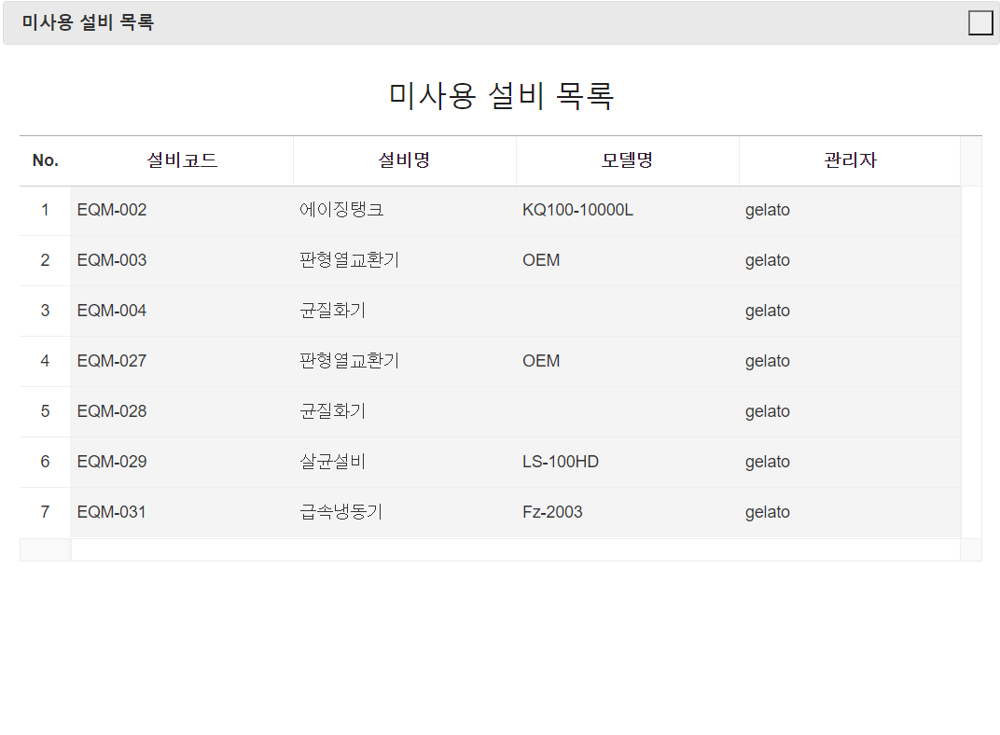 미사용 설비 목록
미사용 설비 목록
No. 설비코드 설비명 모델명 관리자
1 EQM-002 에이징탱크 KQ100-10000L gelato
2 EQM-003 판형열교환기 OEM gelato
3 EQM-004 균질화기 gelato
4 EQM-027 판형열교환기 OEM gelato
5 EQM-028 균질화기 gelato
6 EQM-029 살균설비 LS-100HD gelato
7 EQM-031 급속냉동기 Fz-2003 gelato